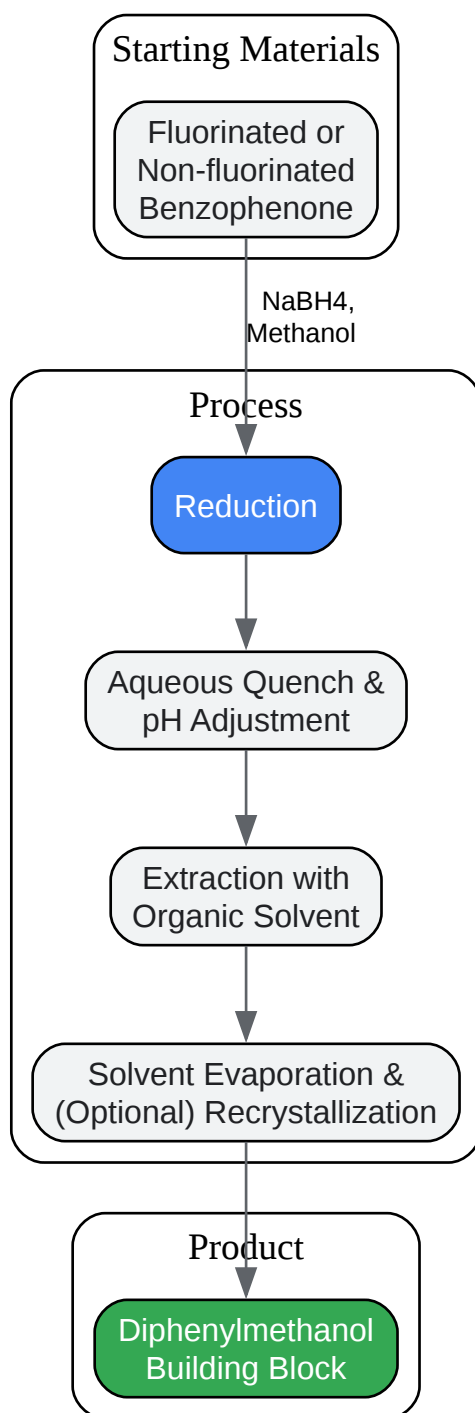 Starting Materials
Fluorinated or
Non-fluorinated
Benzophenone
NaBH4,
Methanol
Process
Reduction
Aqueous Quench &
pH Adjustment
Extraction with
Organic Solvent
Solvent Evaporation &
(Optional) Recrystallization
Product
Diphenylmethanol
Building Block